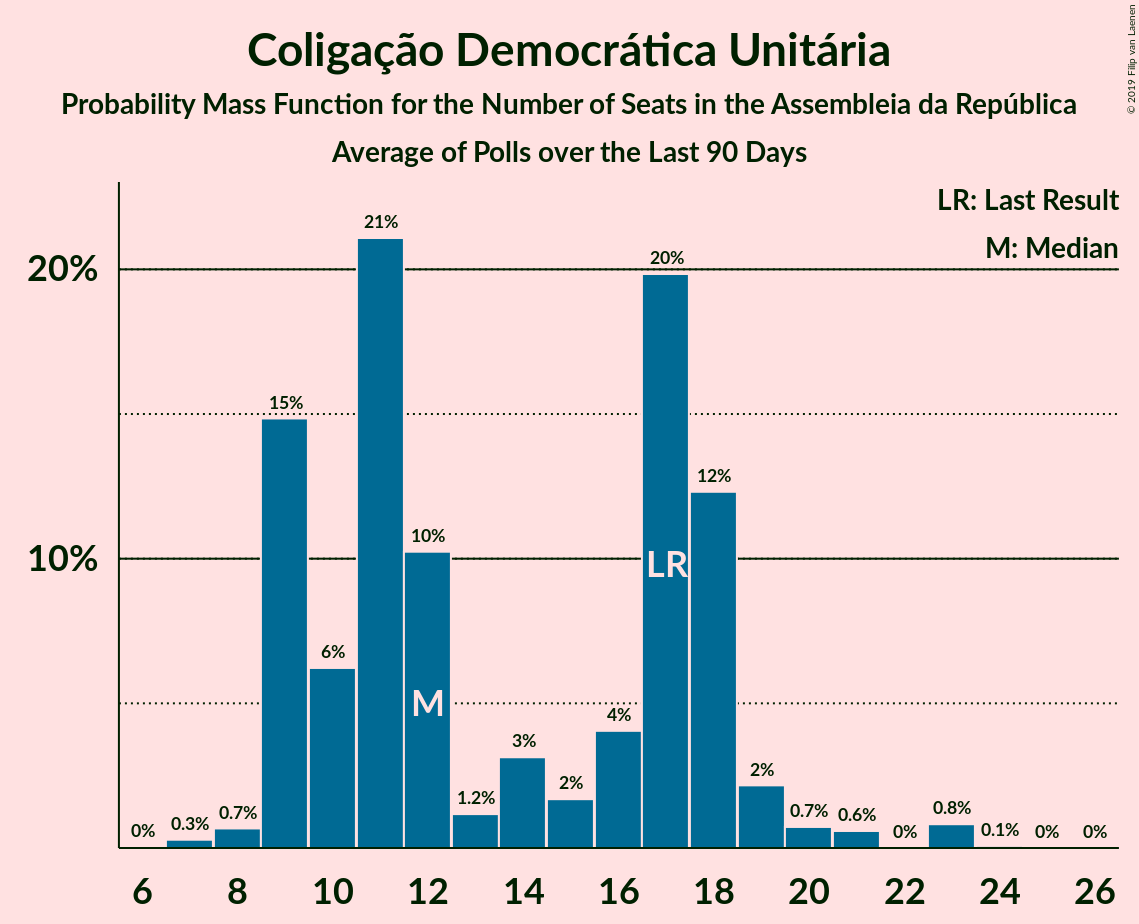 Coligação Democrática Unitária
Probability Mass Function for the Number of Seats in the Assembleia da República
Average of Polls over the Last 90 Days
© 2019 Filip van Laenen
LR: Last Result
M: Median
20%
10%
0%
0.3%
0.7%
15%
6%
21%
10%
1.2%
3%
2%
4%
20%
12%
2%
0.7%
0.6%
0%
0.8%
0.1%
0%
0%
M
LR
6 8 10 12 14 16 18 20 22 24 26